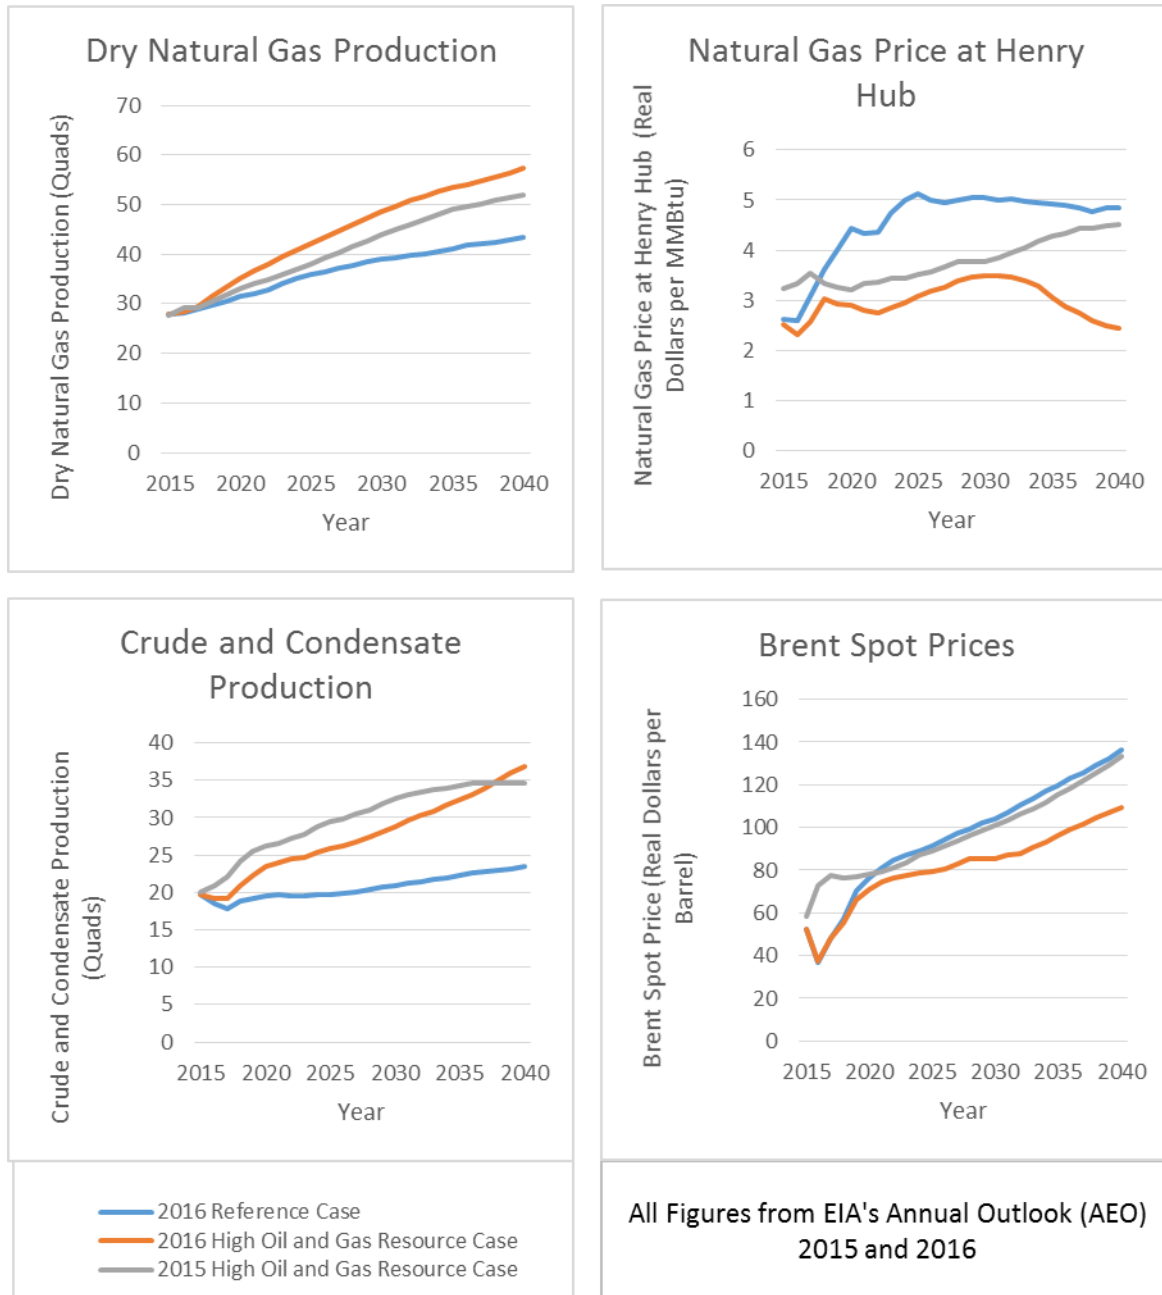 Dry Natural Gas Production
Dry Natural Gas Production (Quads)
70
60
50
40
30
20
10
0
2015 2020 2025 2030 2035 2040
Year
Natural Gas Price at Henry
Hub
Natural Gas Price at Henry Hub (Real
Dollars per MMBtu)
6
5
4
3
2
1
0
2015 2020 2025 2030 2035 2040
Year
Crude and Condensate
Production
Crude and Condensate Production
(Quads)
40
35
30
25
20
15
10
5
0
2015 2020 2025 2030 2035 2040
Year
Brent Spot Prices
Brent Spot Price (Real Dollars per
Barrel)
160
140
120
100
80
60
40
20
0
2015 2020 2025 2030 2035 2040
Year
2016 Reference Case
2016 High Oil and Gas Resource Case
2015 High Oil and Gas Resource Case
All Figures from EIA's Annual Outlook (AEO)
2015 and 2016